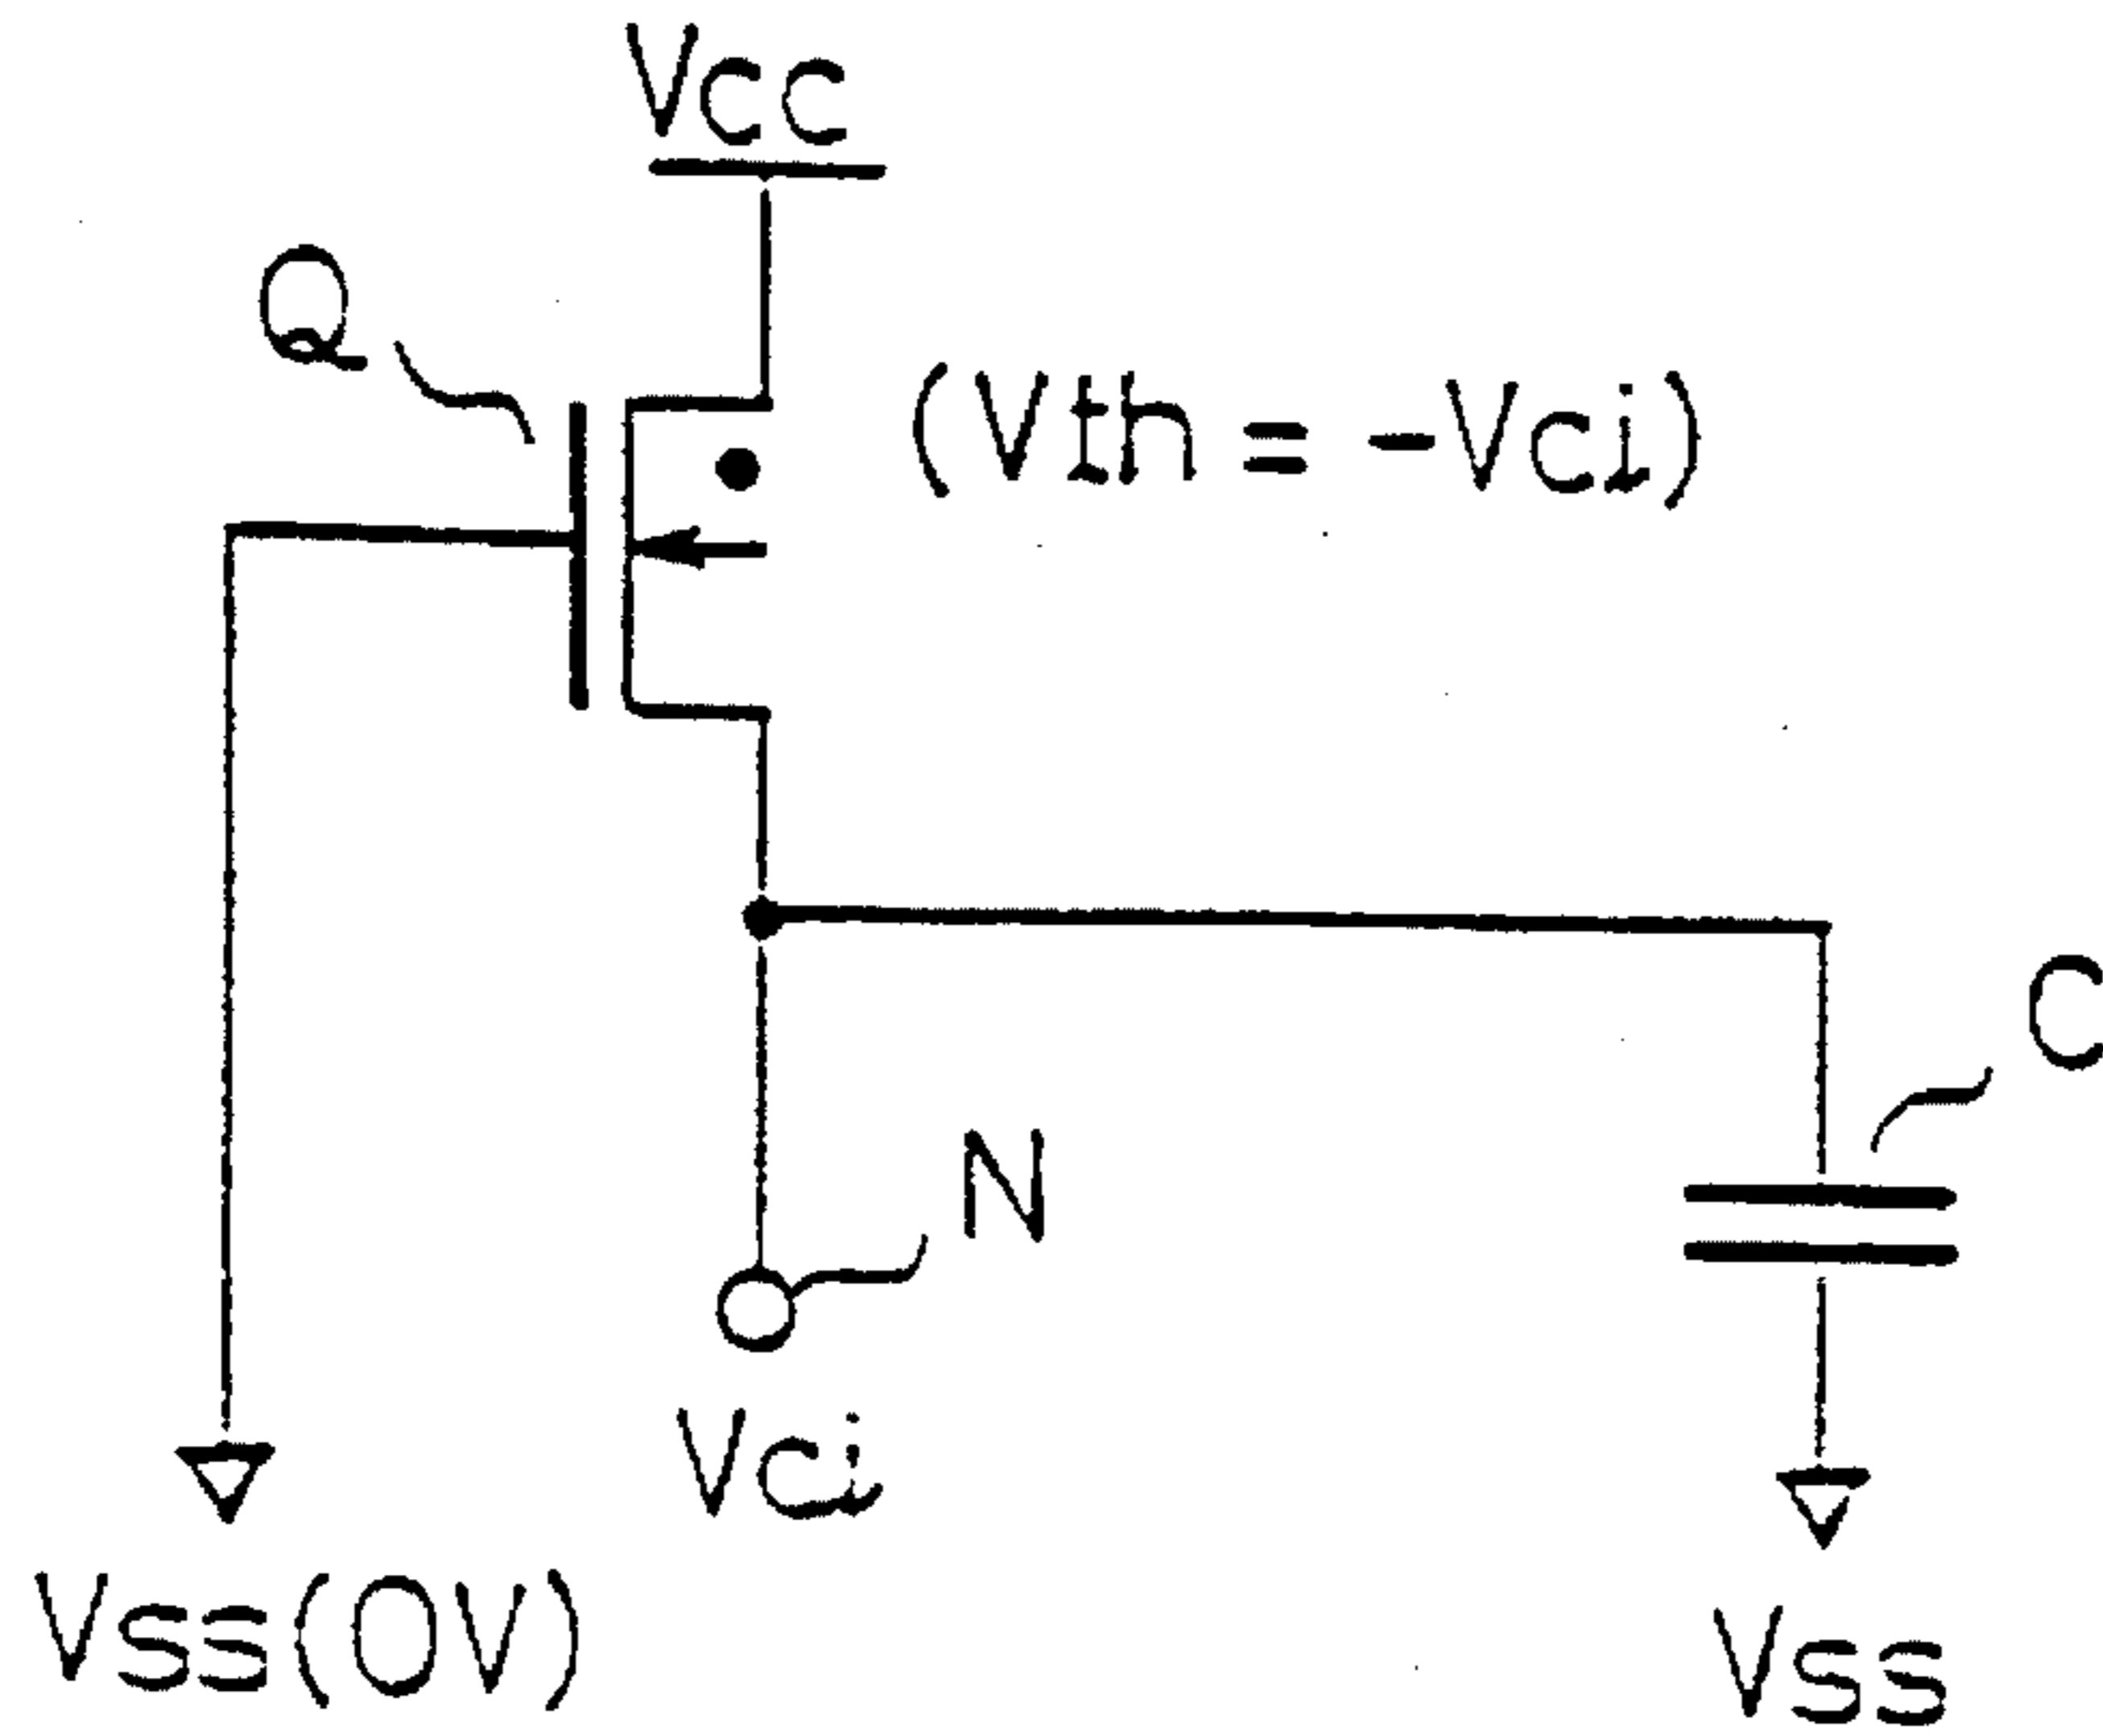 Vcc
Q
(Vth = -Vci)
C
N
Vci
Vss(0V)
Vss